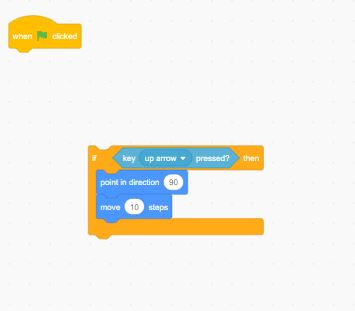 when clicked
if key up arrow pressed? then
point in direction 90
move 10 steps